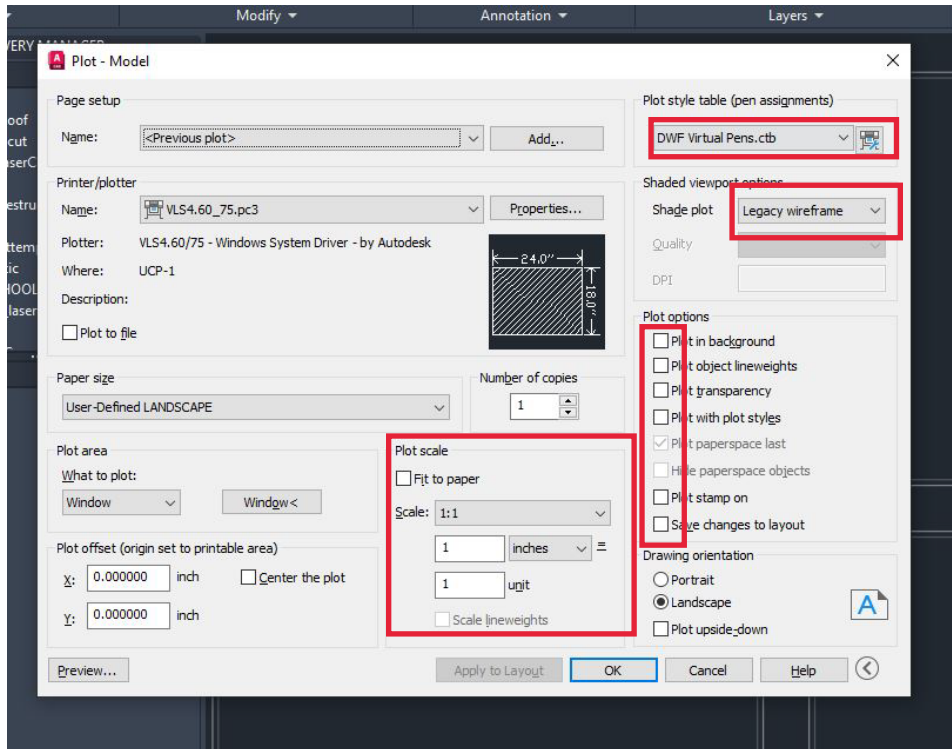 Modify
Annotation
Layers
Plot - Model
Page setup
Name:
<Previous plot>
Add...
Printer/plotter
Name:
VLS4.60_75.pc3
Properties...
Plotter:
VLS4.60/75 - Windows System Driver - by Autodesk
Where:
UCP-1
Description:
Plot to file
24.0’’
18.0’’
Paper size
User-Defined LANDSCAPE
Number of copies
1
Plot area
What to plot:
Window
Window<
Plot scale
Fit to paper
Scale:
1:1
1
inches
=
1
unit
Scale lineweights
Plot offset (origin set to printable area)
X:
0.000000
inch
Center the plot
Y:
0.000000
inch
Plot style table (pen assignments)
DWF Virtual Pens.ctb
Shaded viewport options
Shade plot
Legacy wireframe
Quality
DPI
Plot options
Plot in background
Plot object lineweights
Plot transparency
Plot with plot styles
Plot paperspace last
Hide paperspace objects
Plot stamp on
Save changes to layout
Drawing orientation
Portrait
Landscape
Plot upside-down
A
Preview...
Apply to Layout
OK
Cancel
Help